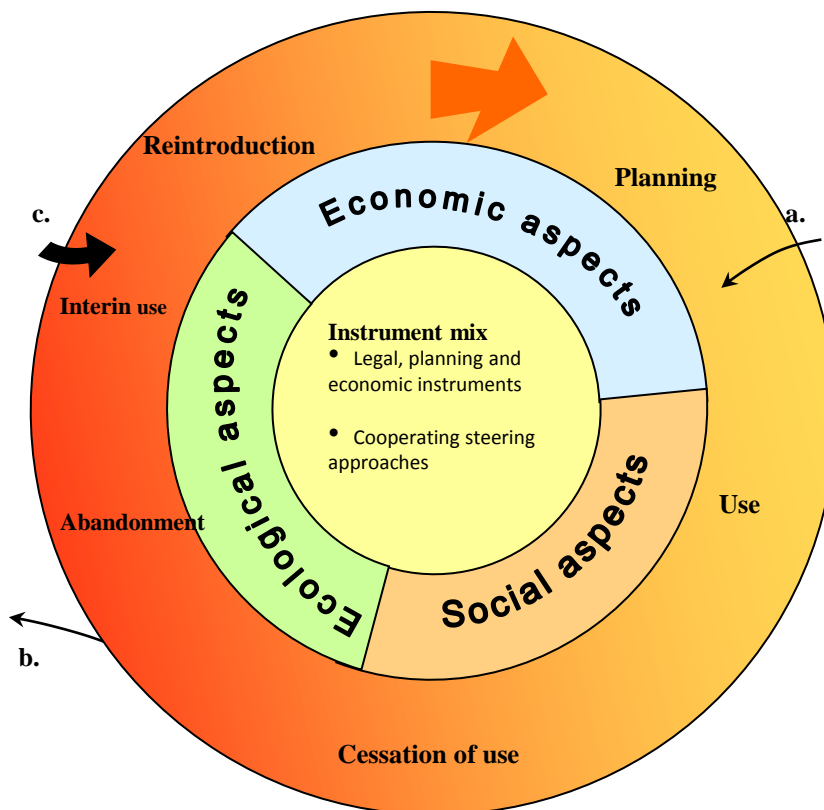 Reintroduction
Planning
c.
a.
Economic aspects
Interin use
Ecological aspects
Instrument mix
• Legal, planning and
economic instruments
• Cooperating steering
approaches
Abandonment
Use
Social aspects
b.
Cessation of use